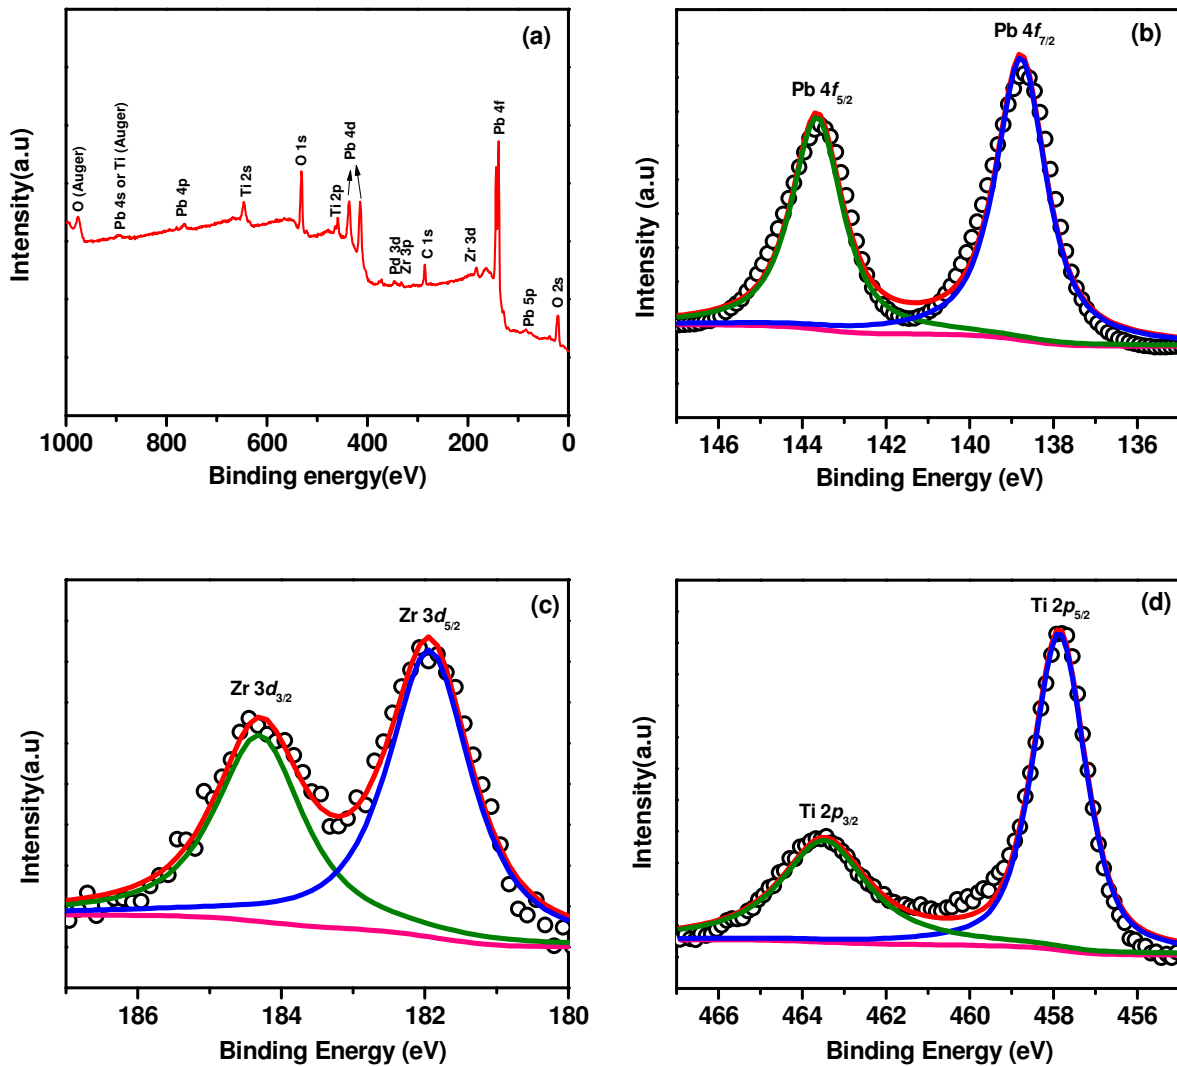 (a)
O (Auger)
Pb 4s or Ti (Auger)
Pb 4p
Ti 2s
O 1s
Ti 2p
Pb 4d
Pd 3d
Zr 3p
C 1s
Zr 3d
Pb 4f
Pb 5p
O 2s
Intensity(a.u)
1000 800 600 400 200 0
Binding energy(eV)
(b)
Pb 4f5/2
Pb 4f7/2
Intensity (a.u)
146 144 142 140 138 136
Binding Energy (eV)
(c)
Zr 3d3/2
Zr 3d5/2
Intensity(a.u)
186 184 182 180
Binding Energy (eV)
(d)
Ti 2p3/2
Ti 2p5/2
Intensity(a.u)
466 464 462 460 458 456
Binding Energy (eV)